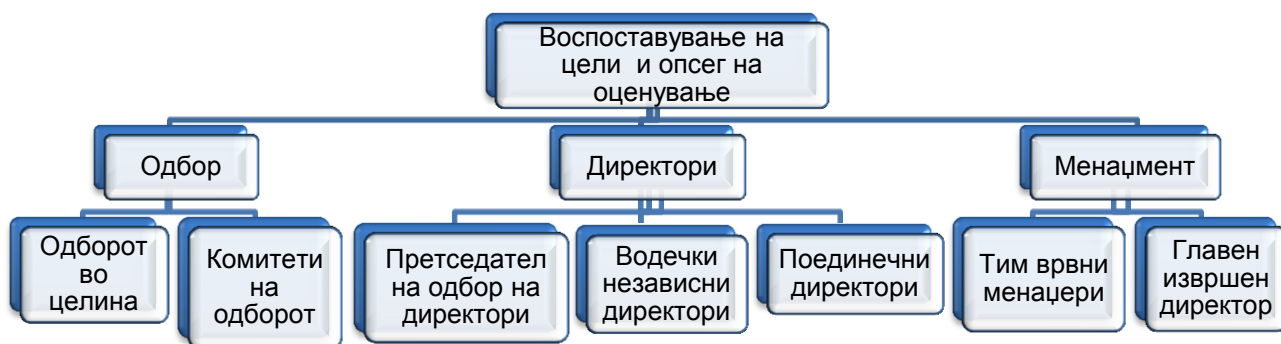 Воспоставување на
цели и опсег на
оценување
Одбор
Директори
Менаџмент
Одборот
во
целина
Комитети
на
одборот
Претседател
на одбор на
директори
Водечки
независни
директори
Поединечни
директори
Тим врвни
менаџери
Главен
извршен
директор